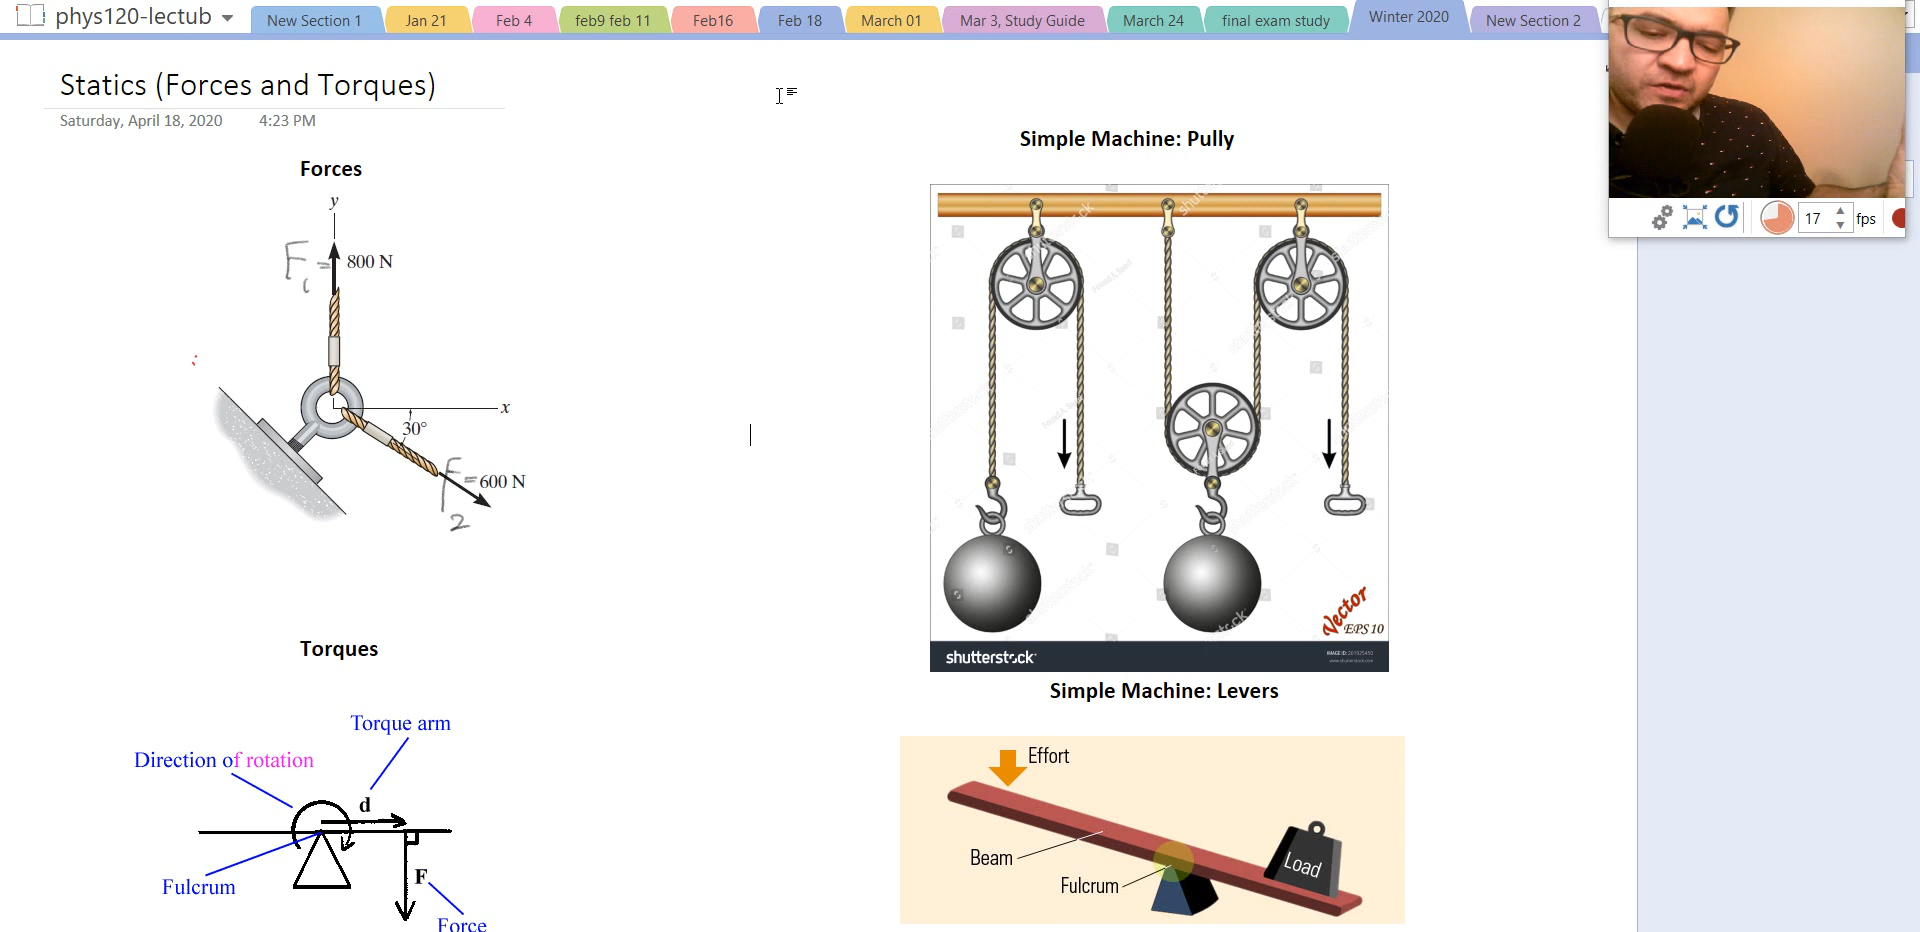 phys120-lectub
New Section 1
Jan 21
Feb 4
feb9 feb 11
Feb16
Feb 18
March 01
Mar 3, Study Guide
March 24
final exam study
Winter 2020
New Section 2
17 fps
Statics (Forces and Torques)
Saturday, April 18, 2020 4:23 PM
Forces
y
F1 = 800 N
x
30°
F2 = 600 N
Torques
Torque arm
Direction of rotation
d
Fulcrum
F
Force
Simple Machine: Pully
Vector
EPS 10
shutterstock
Simple Machine: Levers
Effort
Beam
Load
Fulcrum